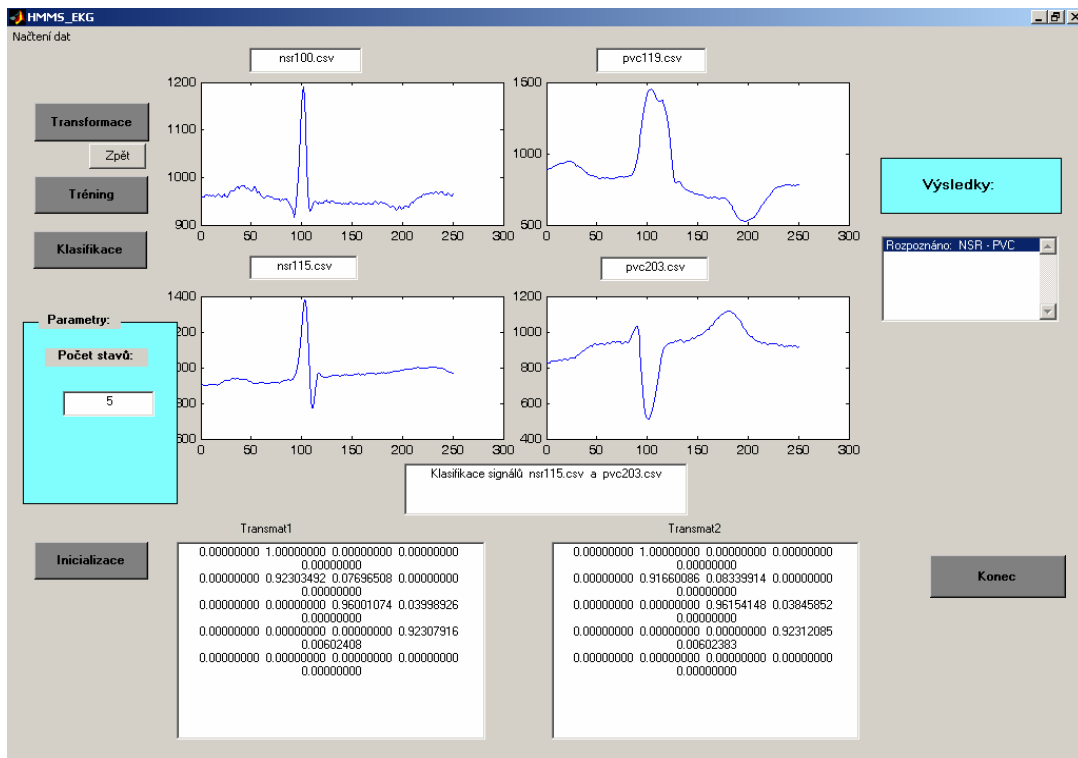 HMMS_EKG
Načtení dat
nsr100.csv
pvc119.csv
Transformace
Zpět
Tréning
Klasifikace
1200
1100
1000
900
0 50 100 150 200 250 300
1500
1000
500
0 50 100 150 200 250 300
Výsledky:
Rozpoznáno: NSR - PVC
nsr115.csv
pvc203.csv
Parametry:
Počet stavů:
5
1400
200
000
600
0 50 100 150 200 250 300
1200
1000
800
600
400
0 50 100 150 200 250 300
Klasifikace signálů nsr115.csv a pvc203.csv
Inicializace
Transmat1
0.00000000 1.00000000 0.00000000 0.00000000
0.00000000
0.00000000 0.92303492 0.07696508 0.00000000
0.00000000
0.00000000 0.00000000 0.96001074 0.03998926
0.00000000
0.00000000 0.00000000 0.00000000 0.92307916
0.00602408
0.00000000 0.00000000 0.00000000 0.00000000
0.00000000
Transmat2
0.00000000 1.00000000 0.00000000 0.00000000
0.00000000
0.00000000 0.91660086 0.08339914 0.00000000
0.00000000
0.00000000 0.00000000 0.96154148 0.03845852
0.00000000
0.00000000 0.00000000 0.00000000 0.92312085
0.00602383
0.00000000 0.00000000 0.00000000 0.00000000
0.00000000
Konec